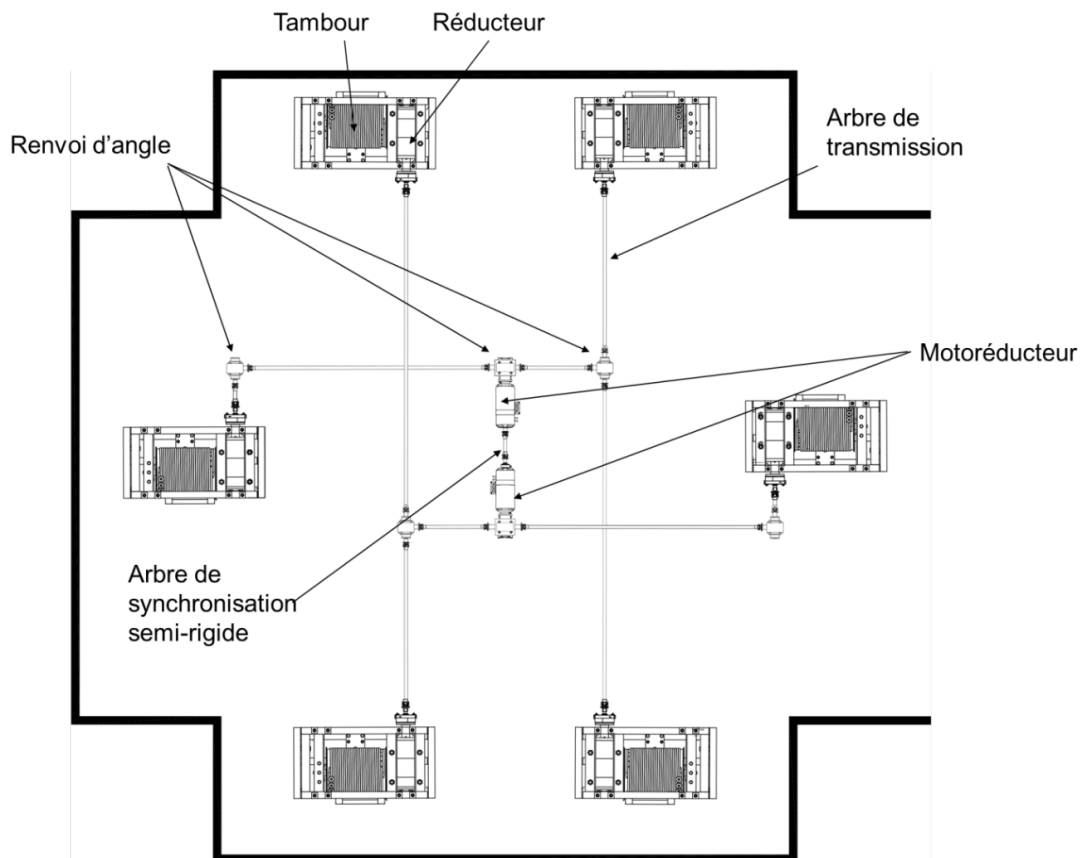 Tambour
Réducteur
Renvoi d'angle
Arbre de
transmission
Motoréducteur
Arbre de
synchronisation
semi-rigide